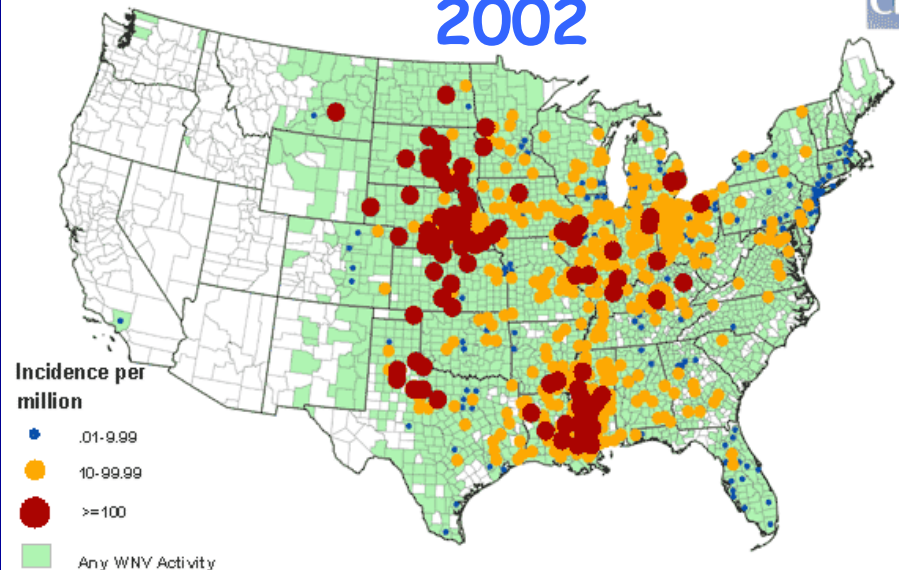 2002
Incidence per
million
.01-9.99
10-99.99
>=100
Any WNV Activity